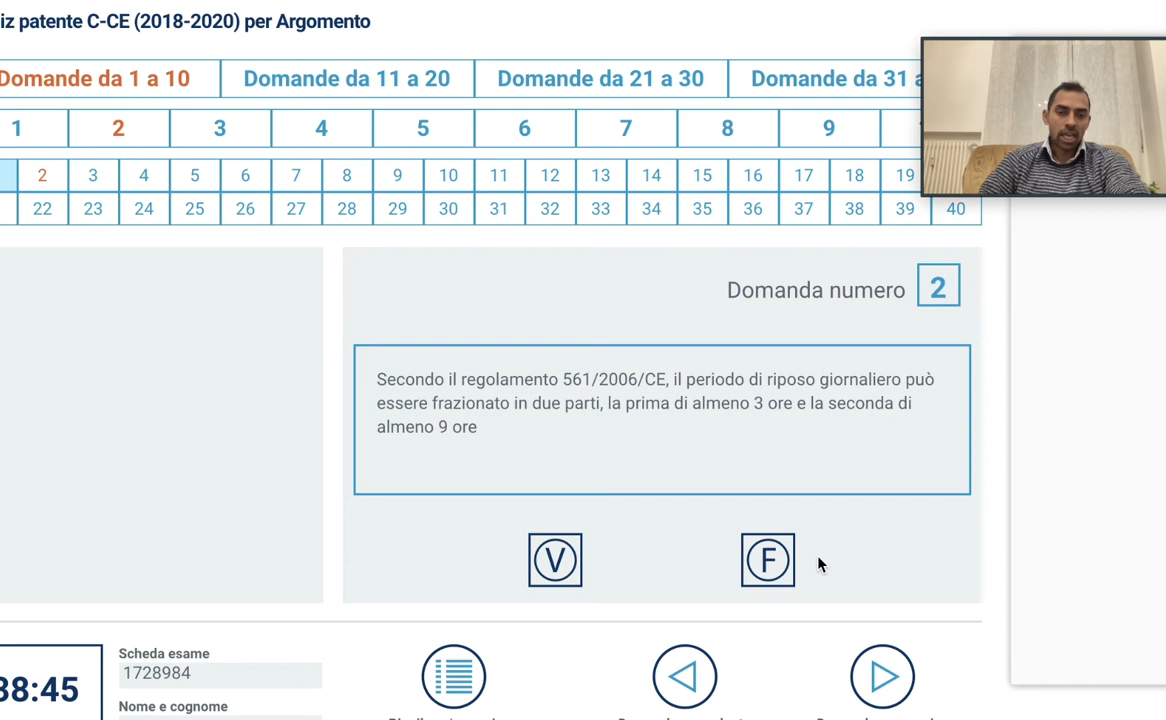 iz patente C-CE (2018-2020) per Argomento
Domande da 1 a 10 Domande da 11 a 20 Domande da 21 a 30 Domande da 31 a
1 2 3 4 5 6 7 8 9
2 3 4 5 6 7 8 9 10 11 12 13 14 15 16 17 18 19
22 23 24 25 26 27 28 29 30 31 32 33 34 35 36 37 38 39 40
Domanda numero 2
Secondo il regolamento 561/2006/CE, il periodo di riposo giornaliero può
essere frazionato in due parti, la prima di almeno 3 ore e la seconda di
almeno 9 ore
V F
38:45
Scheda esame
1728984
Nome e cognome